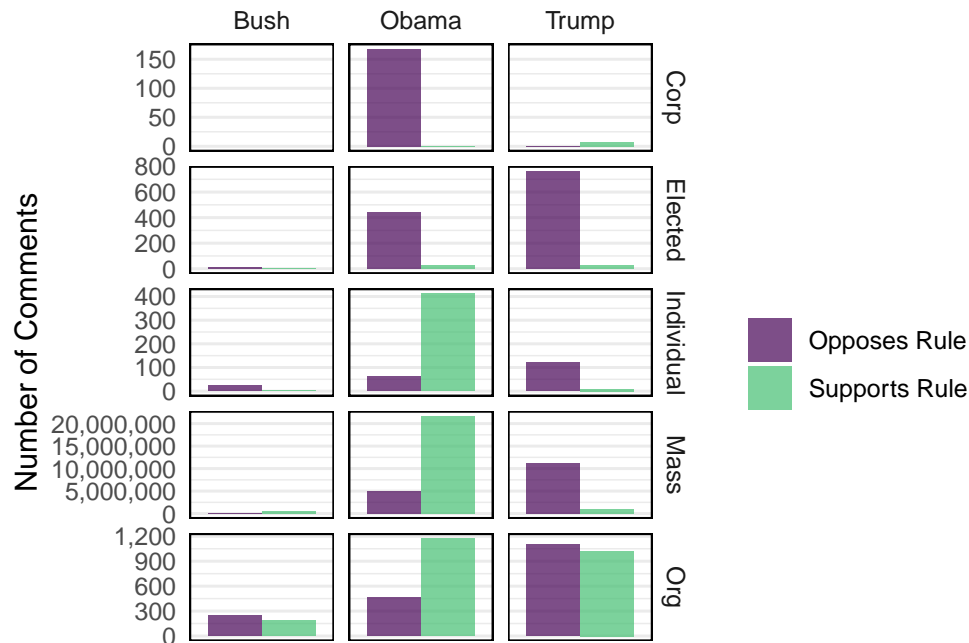 Bush Obama Trump
150
100
50
0
Corp
800
600
400
200
0
Elected
400
300
200
100
0
Individual
20,000,000
15,000,000
10,000,000
5,000,000
0
Mass
1,200
900
600
300
0
Org
Number of Comments
Opposes Rule
Supports Rule